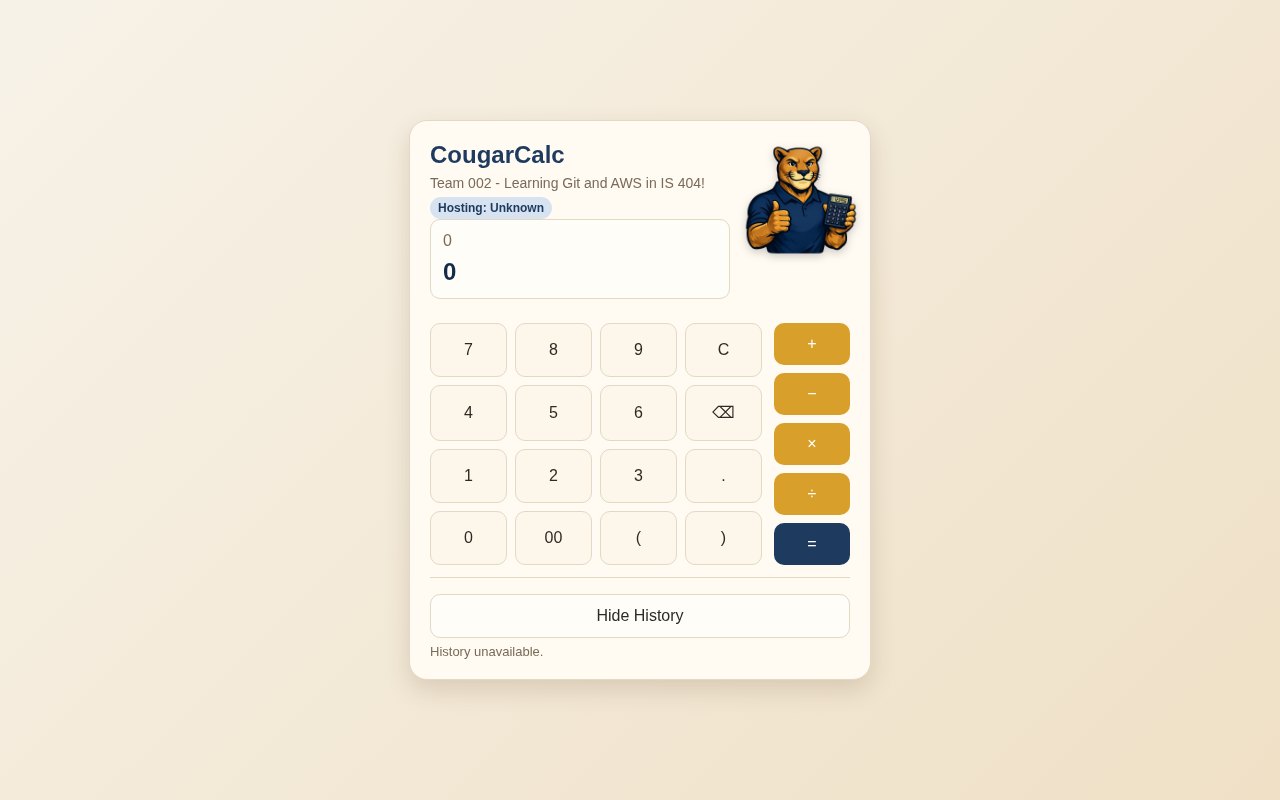 CougarCalc
Team 002 - Learning Git and AWS in IS 404!
Hosting: Unknown
0
0
7 8 9 C +
4 5 6 ⌫ −
1 2 3 . ×
0 00 ( ) ÷
=
Hide History
History unavailable.